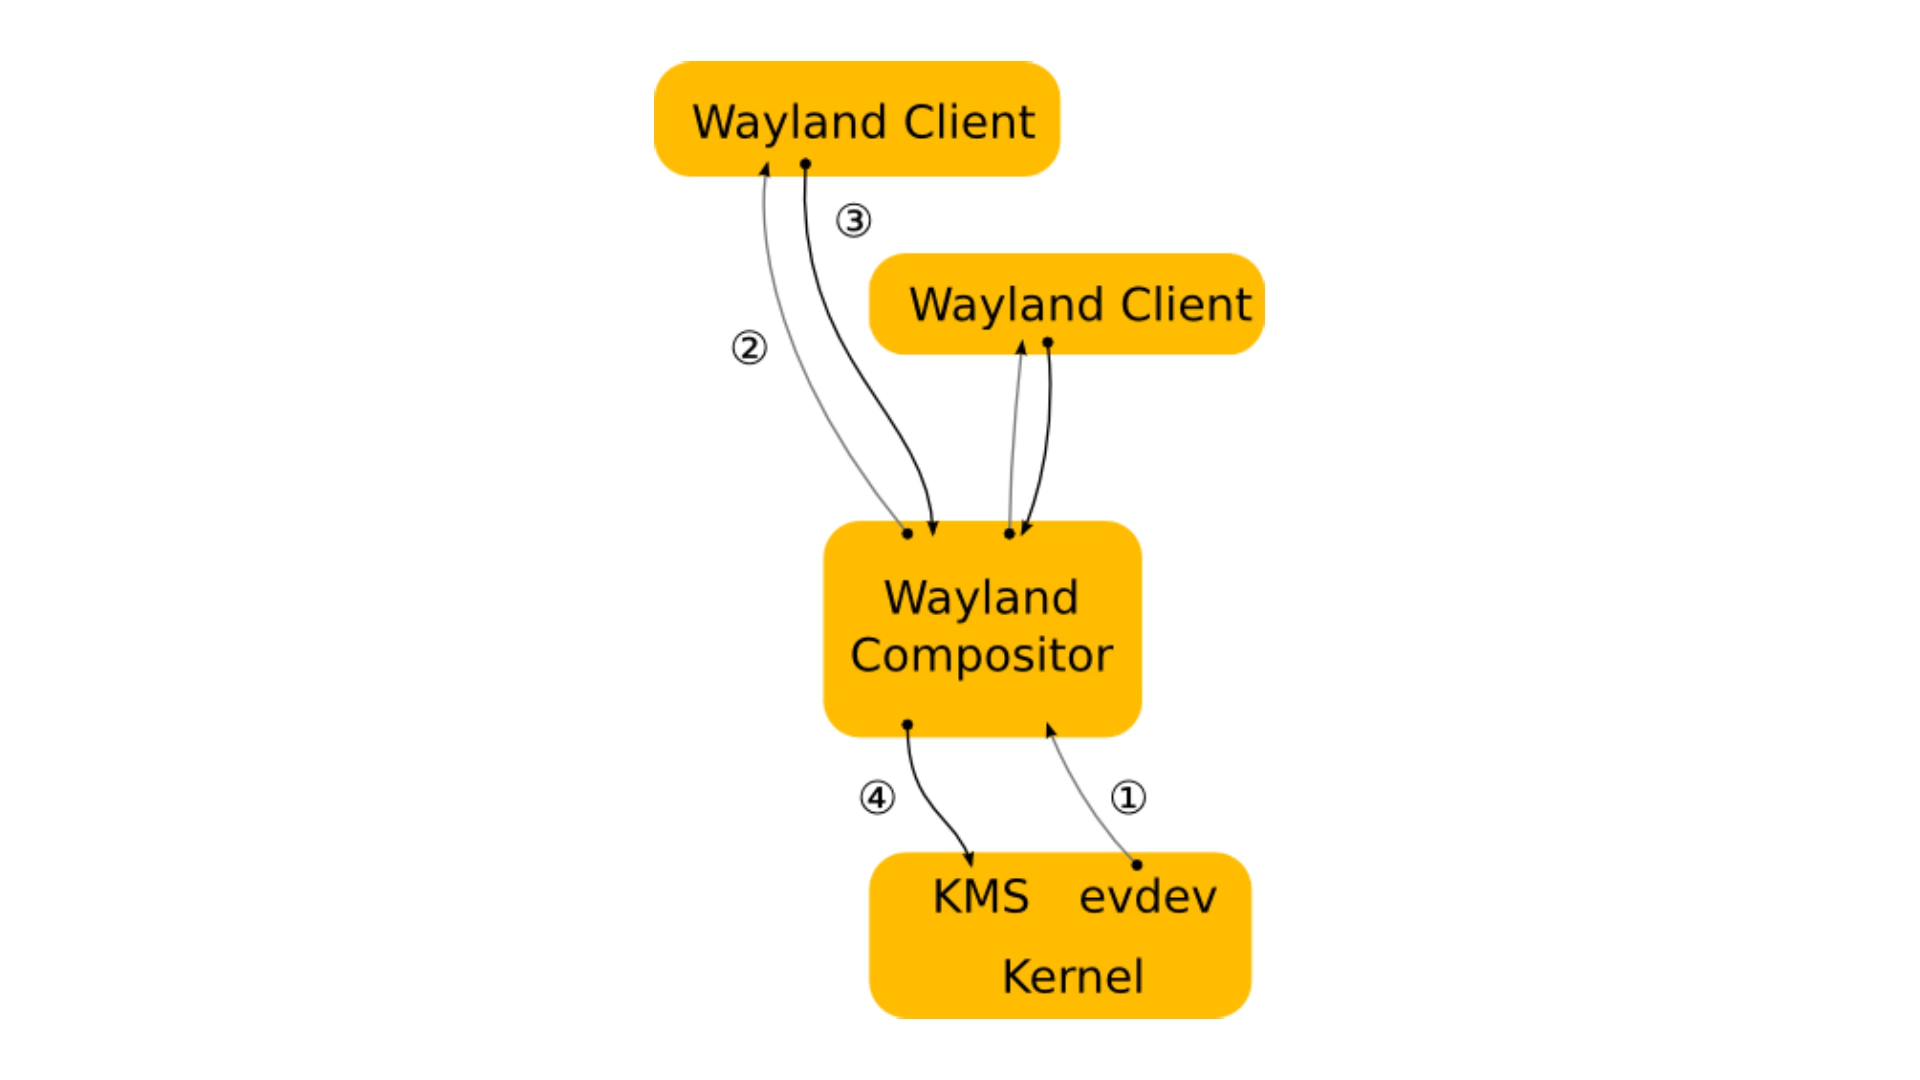 Wayland Client
③
Wayland Client
②
Wayland
Compositor
④
①
KMS evdev
Kernel